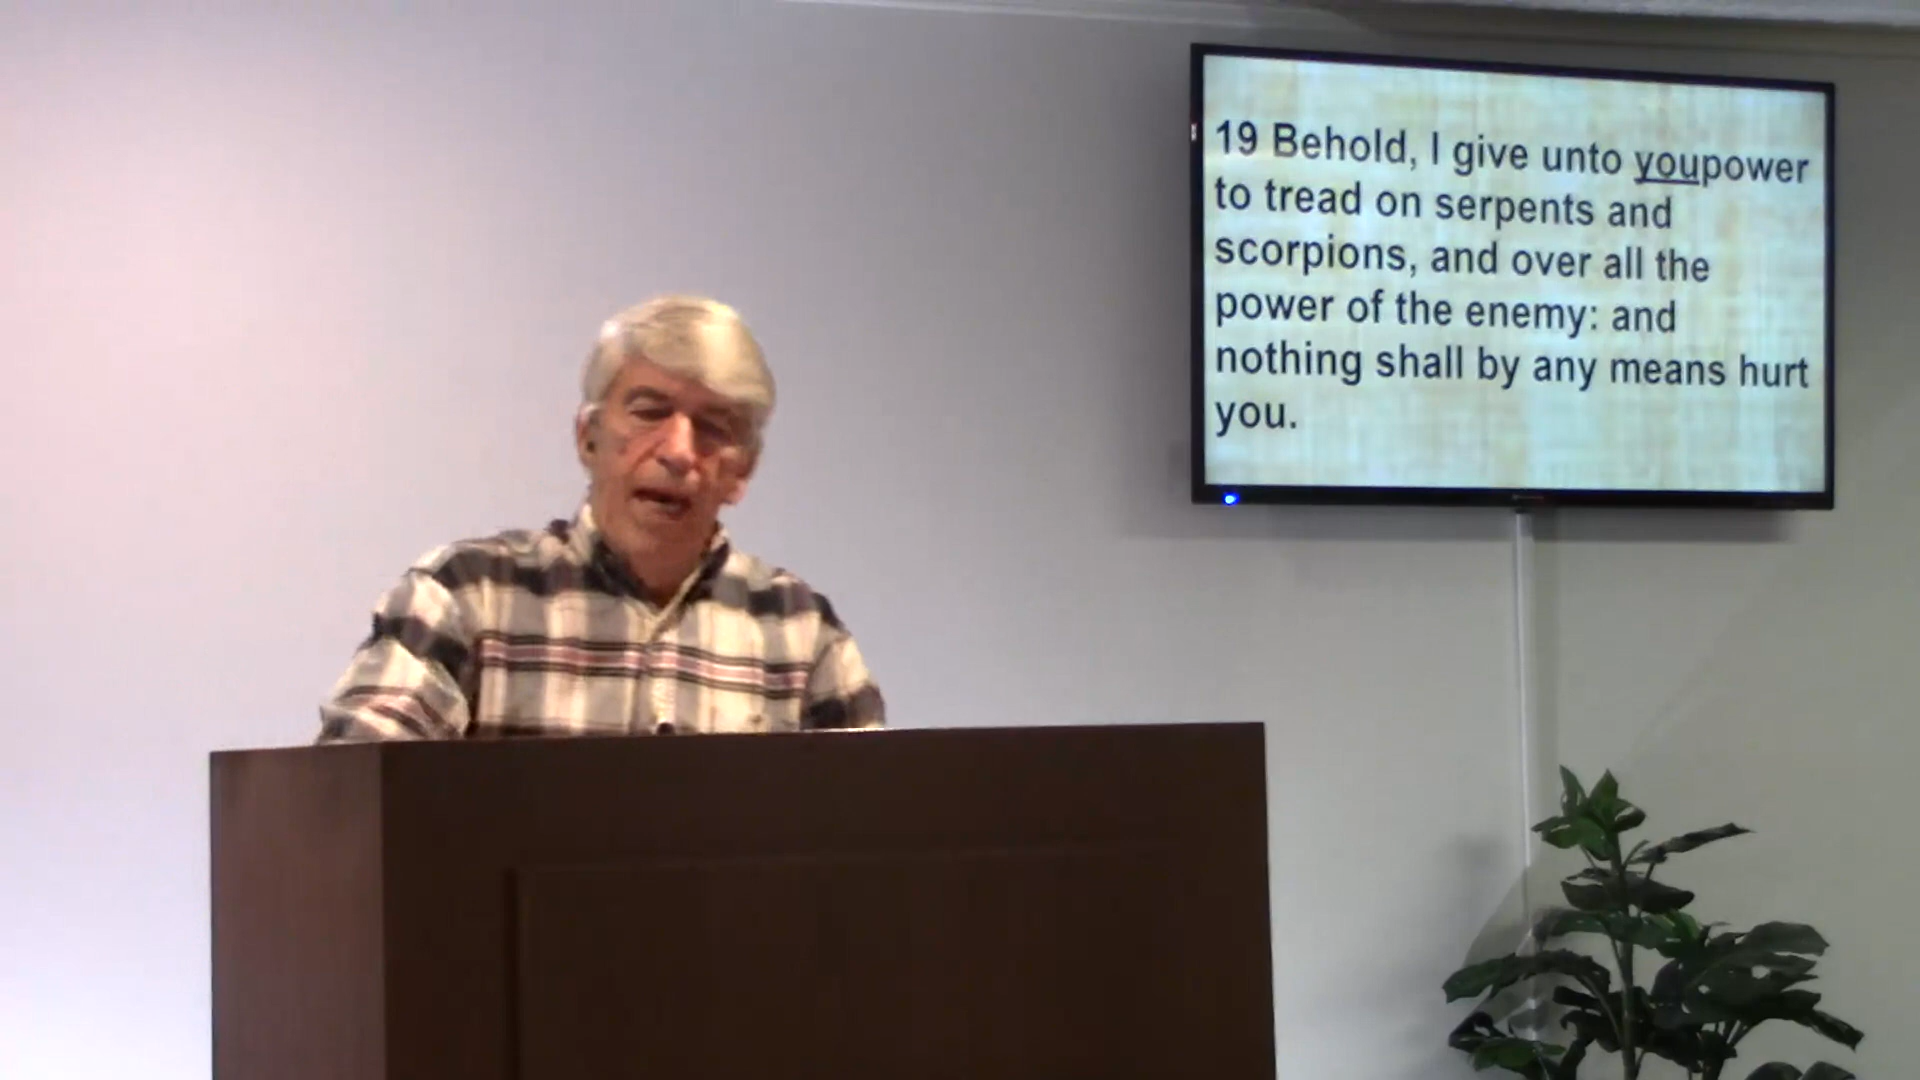 19 Behold, I give unto youpower
to tread on serpents and
scorpions, and over all the
power of the enemy: and
nothing shall by any means hurt
you.